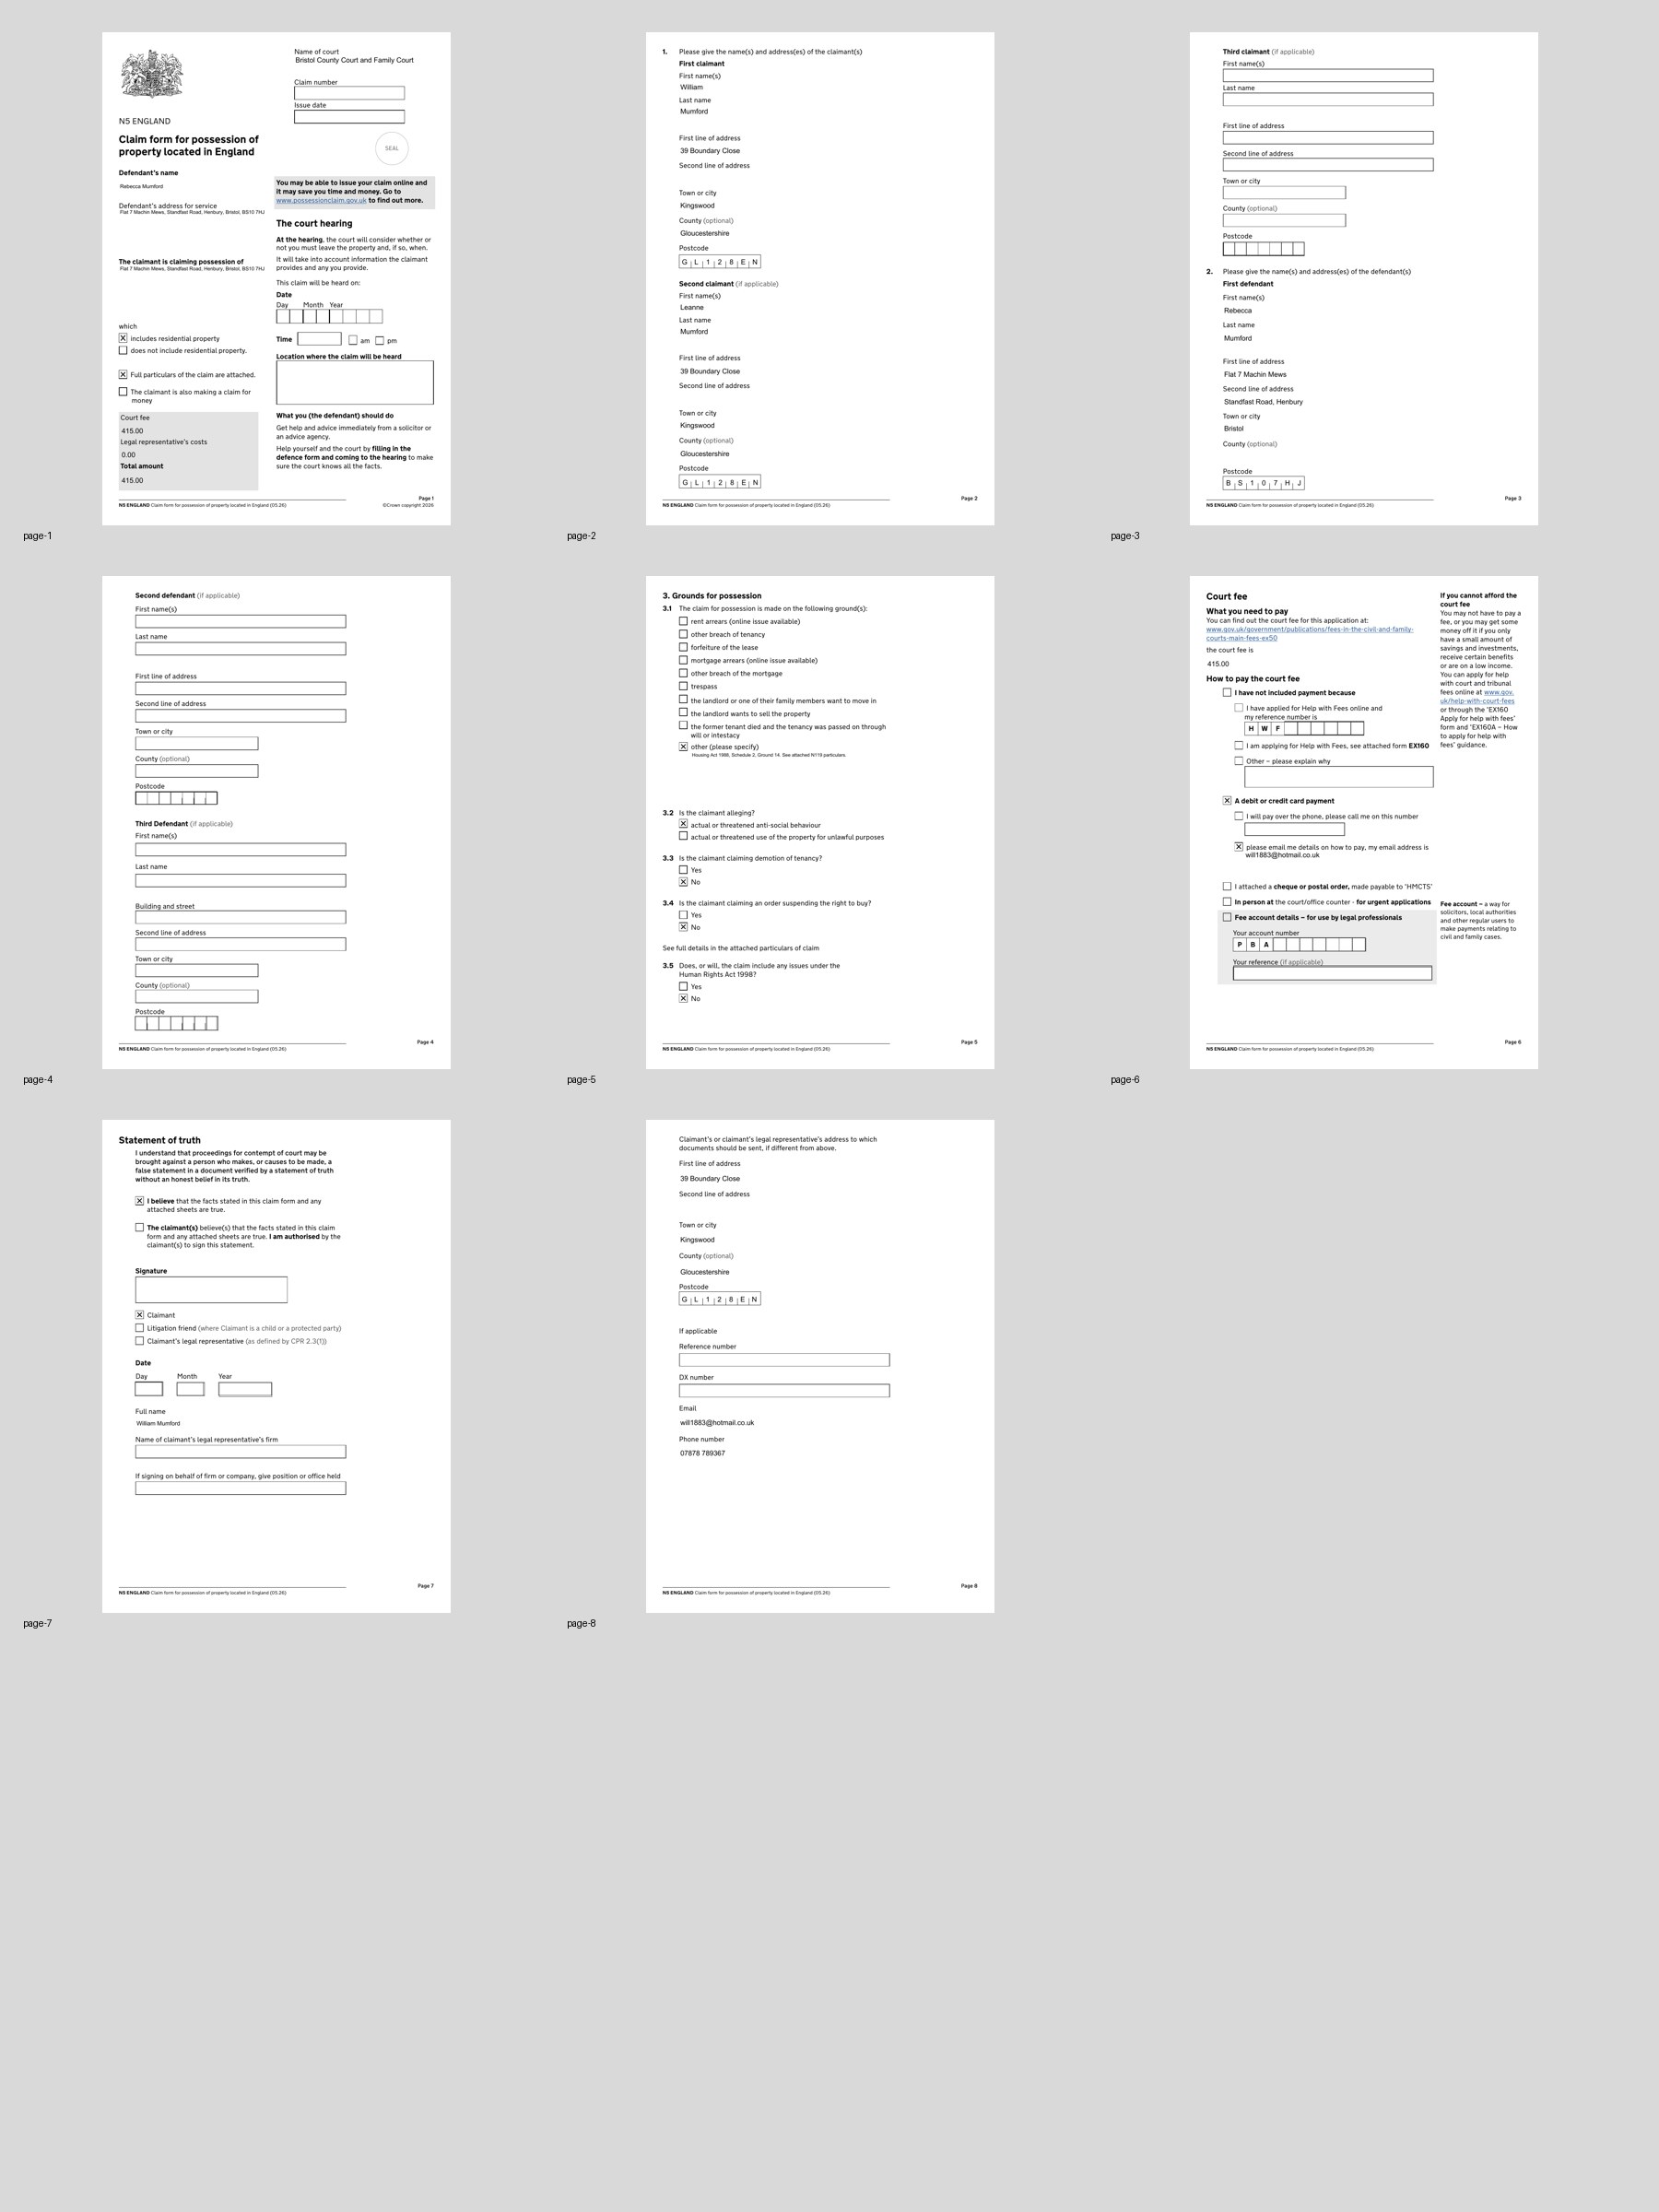 Name of court
Bristol County Court and Family Court
Claim number
Issue date
N5 ENGLAND
Claim form for possession of
property located in England
SEAL
Defendant's name
Rebecca Mumford
Defendant's address for service
Flat 7 Machin Mews, Standfast Road, Henbury, Bristol, BS10 7HJ
The claimant is claiming possession of
Flat 7 Machin Mews, Standfast Road, Henbury, Bristol, BS10 7HJ
which
includes residential property
does not include residential property.
Full particulars of the claim are attached.
The claimant is also making a claim for
money
Court fee
415.00
Legal representative's costs
0.00
Total amount
415.00
You may be able to issue your claim online and
it may save you time and money. Go to
www.possessionclaim.gov.uk to find out more.
The court hearing
At the hearing, the court will consider whether or
not you must leave the property and, if so, when.
It will take into account information the claimant
provides and any you provide.
This claim will be heard on:
Date
Day Month Year
Time am pm
Location where the claim will be heard
What you (the defendant) should do
Get help and advice immediately from a solicitor or
an advice agency.
Help yourself and the court by filling in the
defence form and coming to the hearing to make
sure the court knows all the facts.
Page 1
N5 ENGLAND Claim form for possession of property located in England (05.26)
©Crown copyright 2026
page-1
1. Please give the name(s) and address(es) of the claimant(s)
First claimant
First name(s)
William
Last name
Mumford
First line of address
39 Boundary Close
Second line of address
Town or city
Kingswood
County (optional)
Gloucestershire
Postcode
G L 1 2 8 E N
Second claimant (if applicable)
First name(s)
Leanne
Last name
Mumford
First line of address
39 Boundary Close
Second line of address
Town or city
Kingswood
County (optional)
Gloucestershire
Postcode
G L 1 2 8 E N
Page 2
N5 ENGLAND Claim form for possession of property located in England (05.26)
page-2
Third claimant (if applicable)
First name(s)
Last name
First line of address
Second line of address
Town or city
County (optional)
Postcode
2. Please give the name(s) and address(es) of the defendant(s)
First defendant
First name(s)
Rebecca
Last name
Mumford
First line of address
Flat 7 Machin Mews
Second line of address
Standfast Road, Henbury
Town or city
Bristol
County (optional)
Postcode
B S 1 0 7 H J
Page 3
N5 ENGLAND Claim form for possession of property located in England (05.26)
page-3
Second defendant (if applicable)
First name(s)
Last name
First line of address
Second line of address
Town or city
County (optional)
Postcode
Third Defendant (if applicable)
First name(s)
Last name
Building and street
Second line of address
Town or city
County (optional)
Postcode
Page 4
N5 ENGLAND Claim form for possession of property located in England (05.26)
page-4
3. Grounds for possession
3.1 The claim for possession is made on the following ground(s):
rent arrears (online issue available)
other breach of tenancy
forfeiture of the lease
mortgage arrears (online issue available)
other breach of the mortgage
trespass
the landlord or one of their family members want to move in
the landlord wants to sell the property
the former tenant died and the tenancy was passed on through
will or intestacy
other (please specify)
Housing Act 1988, Schedule 2, Ground 14. See attached N119 particulars.
3.2 Is the claimant alleging?
actual or threatened anti-social behaviour
actual or threatened use of the property for unlawful purposes
3.3 Is the claimant claiming demotion of tenancy?
Yes
No
3.4 Is the claimant claiming an order suspending the right to buy?
Yes
No
See full details in the attached particulars of claim
3.5 Does, or will, the claim include any issues under the
Human Rights Act 1998?
Yes
No
Page 5
N5 ENGLAND Claim form for possession of property located in England (05.26)
page-5
Court fee
What you need to pay
You can find out the court fee for this application at:
www.gov.uk/government/publications/fees-in-the-civil-and-family-
courts-main-fees-ex50
the court fee is
415.00
How to pay the court fee
I have not included payment because
I have applied for Help with Fees online and
my reference number is
H W F
I am applying for Help with Fees, see attached form EX160
Other – please explain why
A debit or credit card payment
I will pay over the phone, please call me on this number
please email me details on how to pay, my email address is
will1883@hotmail.co.uk
I attached a cheque or postal order, made payable to 'HMCTS'
In person at the court/office counter - for urgent applications
Fee account details – for use by legal professionals
Your account number
P B A
Your reference (if applicable)
If you cannot afford the
court fee
You may not have to pay a
fee, or you may get some
money off it if you only
have a small amount of
savings and investments,
receive certain benefits
or are on a low income.
You can apply for help
with court and tribunal
fees online at www.gov.
uk/help-with-court-fees
or through the 'EX160
Apply for help with fees'
form and 'EX160A – How
to apply for help with
fees' guidance.
Fee account – a way for
solicitors, local authorities
and other regular users to
make payments relating to
civil and family cases.
Page 6
N5 ENGLAND Claim form for possession of property located in England (05.26)
page-6
Statement of truth
I understand that proceedings for contempt of court may be
brought against a person who makes, or causes to be made, a
false statement in a document verified by a statement of truth
without an honest belief in its truth.
I believe that the facts stated in this claim form and any
attached sheets are true.
The claimant(s) believe(s) that the facts stated in this claim
form and any attached sheets are true. I am authorised by the
claimant(s) to sign this statement.
Signature
Claimant
Litigation friend (where Claimant is a child or a protected party)
Claimant's legal representative (as defined by CPR 2.3(1))
Date
Day Month Year
Full name
William Mumford
Name of claimant's legal representative's firm
If signing on behalf of firm or company, give position or office held
Page 7
N5 ENGLAND Claim form for possession of property located in England (05.26)
page-7
Claimant's or claimant's legal representative's address to which
documents should be sent, if different from above.
First line of address
39 Boundary Close
Second line of address
Town or city
Kingswood
County (optional)
Gloucestershire
Postcode
G L 1 2 8 E N
If applicable
Reference number
DX number
Email
will1883@hotmail.co.uk
Phone number
07878 789367
Page 8
N5 ENGLAND Claim form for possession of property located in England (05.26)
page-8